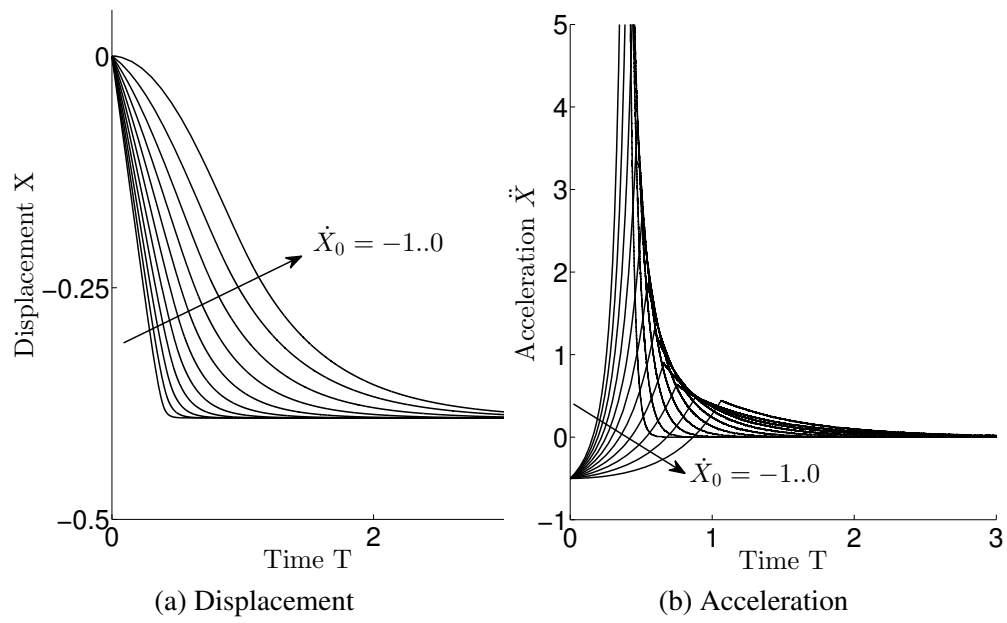 0
−0.25
−0.5
0
2
Displacement X
Time T
Ẋ₀ = −1..0
(a) Displacement
5
4
3
2
1
0
−1
0
1
2
3
Acceleration Ẍ
Time T
Ẋ₀ = −1..0
(b) Acceleration